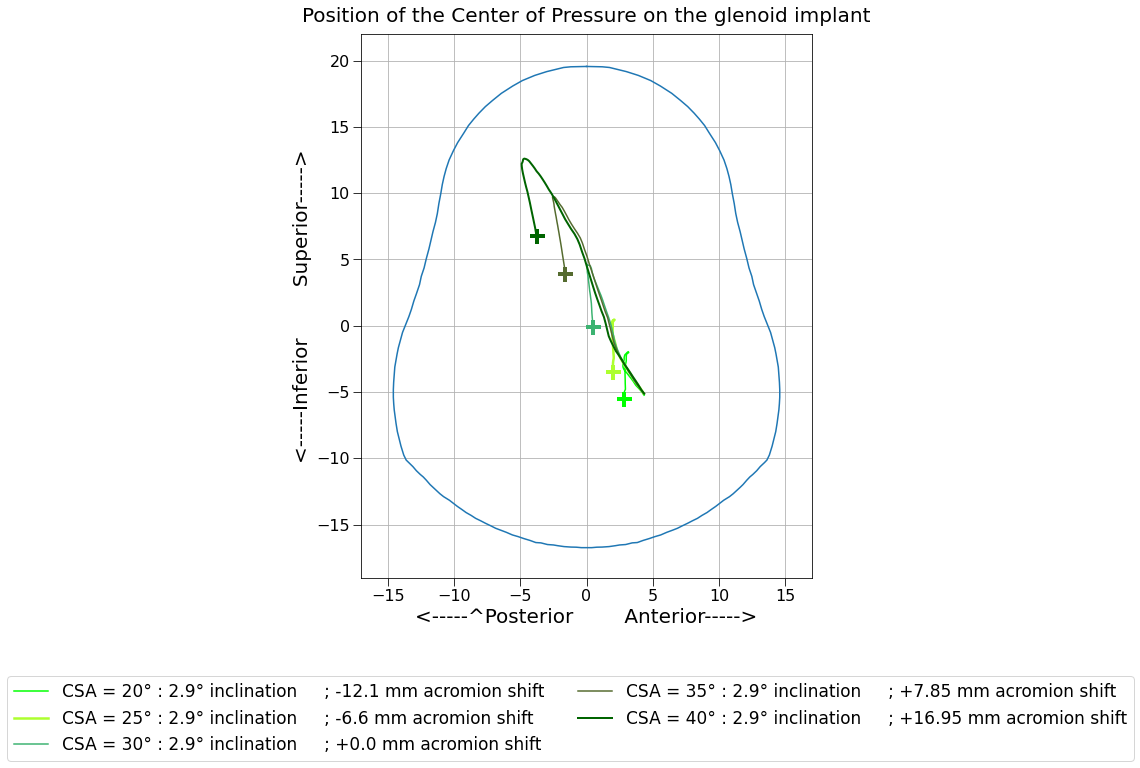 Position of the Center of Pressure on the glenoid implant
20
15
10
5
0
−5
−10
−15
<-----Inferior Superior----->
−15 −10 −5 0 5 10 15
<-----^Posterior Anterior----->
CSA = 20° : 2.9° inclination ; -12.1 mm acromion shift
CSA = 25° : 2.9° inclination ; -6.6 mm acromion shift
CSA = 30° : 2.9° inclination ; +0.0 mm acromion shift
CSA = 35° : 2.9° inclination ; +7.85 mm acromion shift
CSA = 40° : 2.9° inclination ; +16.95 mm acromion shift